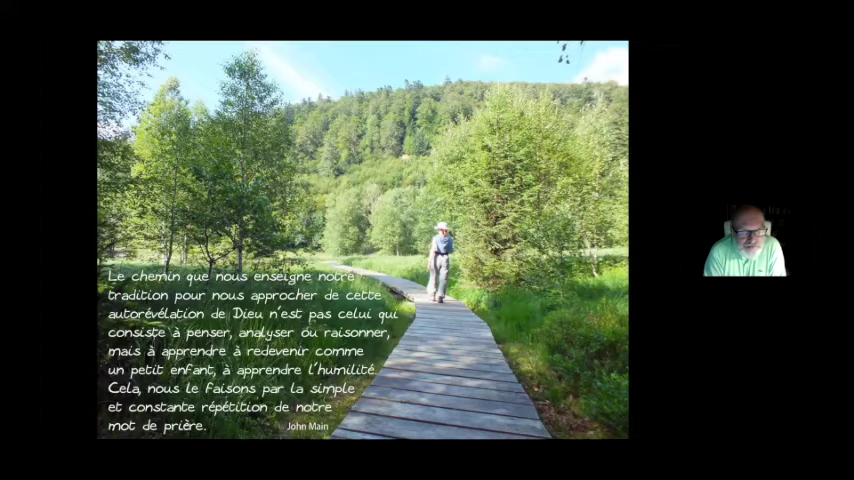 Le chemin que nous enseigne notre
tradition pour nous approcher de cette
autorévélation de Dieu n'est pas celui qui
consiste à penser, analyser ou raisonner,
mais à apprendre à redevenir comme
un petit enfant, à apprendre l'humilité.
Cela, nous le faisons par la simple
et constante répétition de notre
mot de prière.
John Main